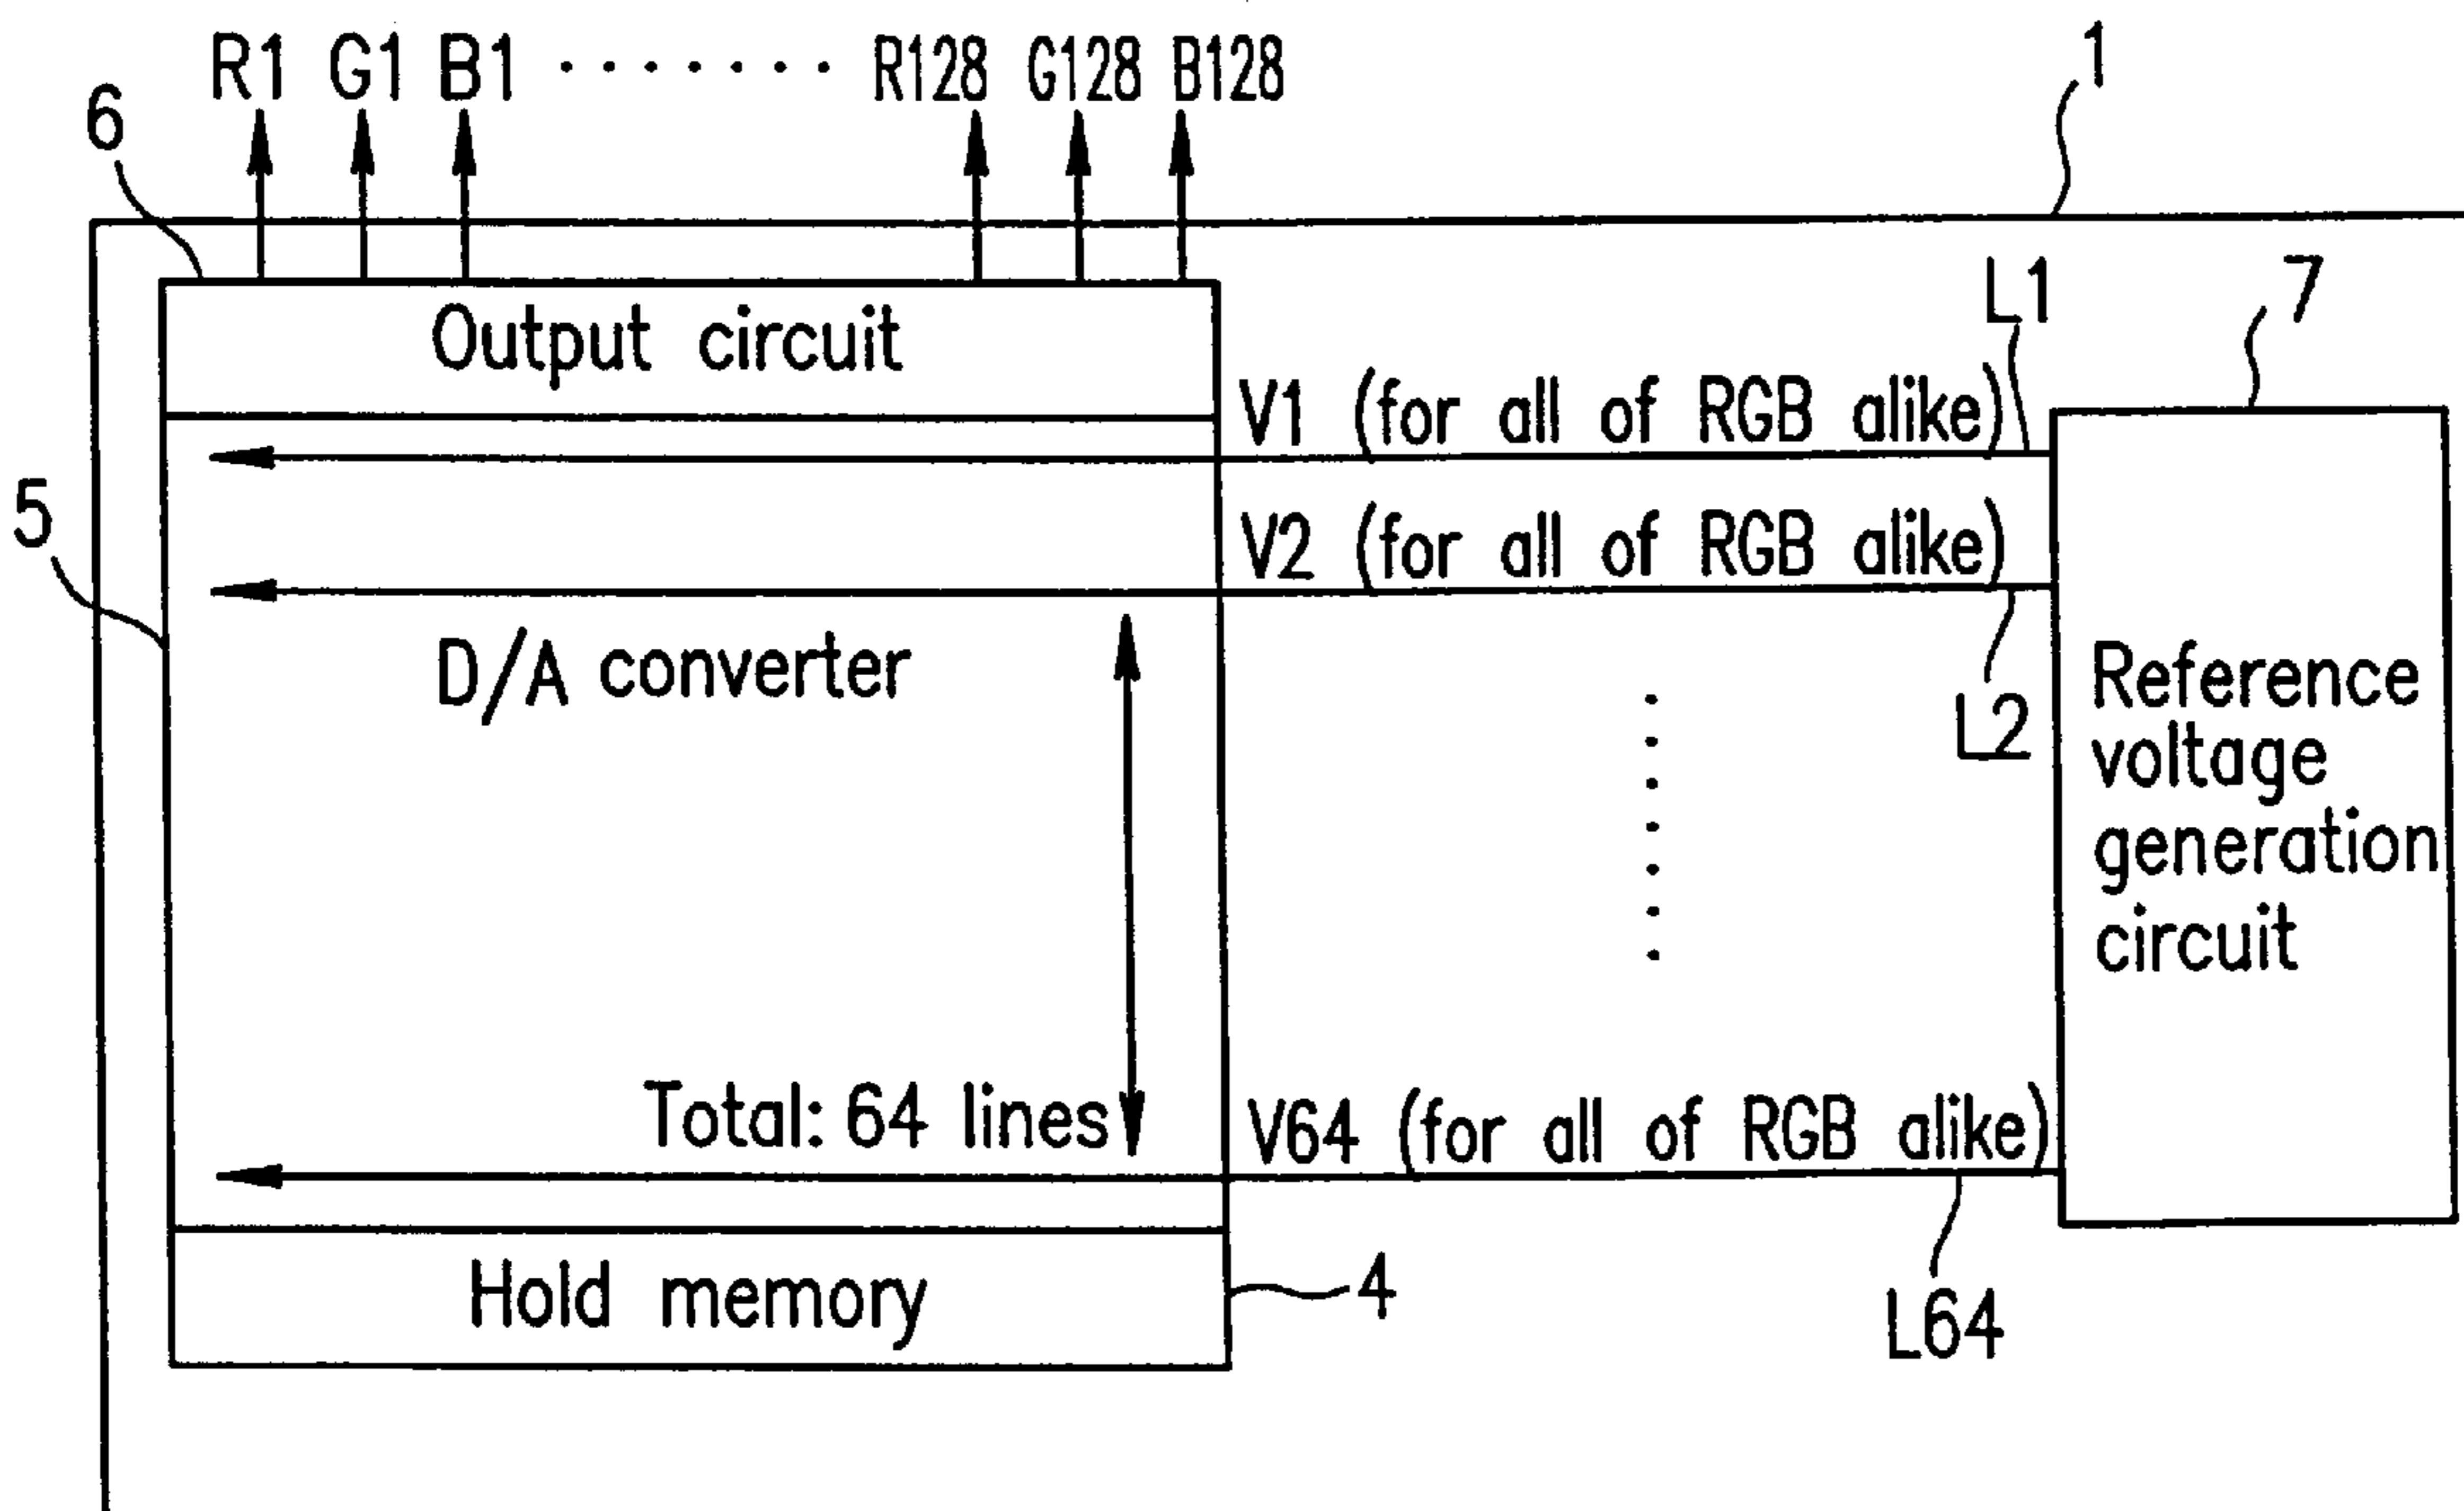 R1 G1 B1 ······· R128 G128 B128
1
6
L1
7
Output circuit
V1 (for all of RGB alike)
5
V2 (for all of RGB alike)
D/A converter
L2
Reference
voltage
generation
circuit
Total: 64 lines
V64 (for all of RGB alike)
Hold memory
4
L64